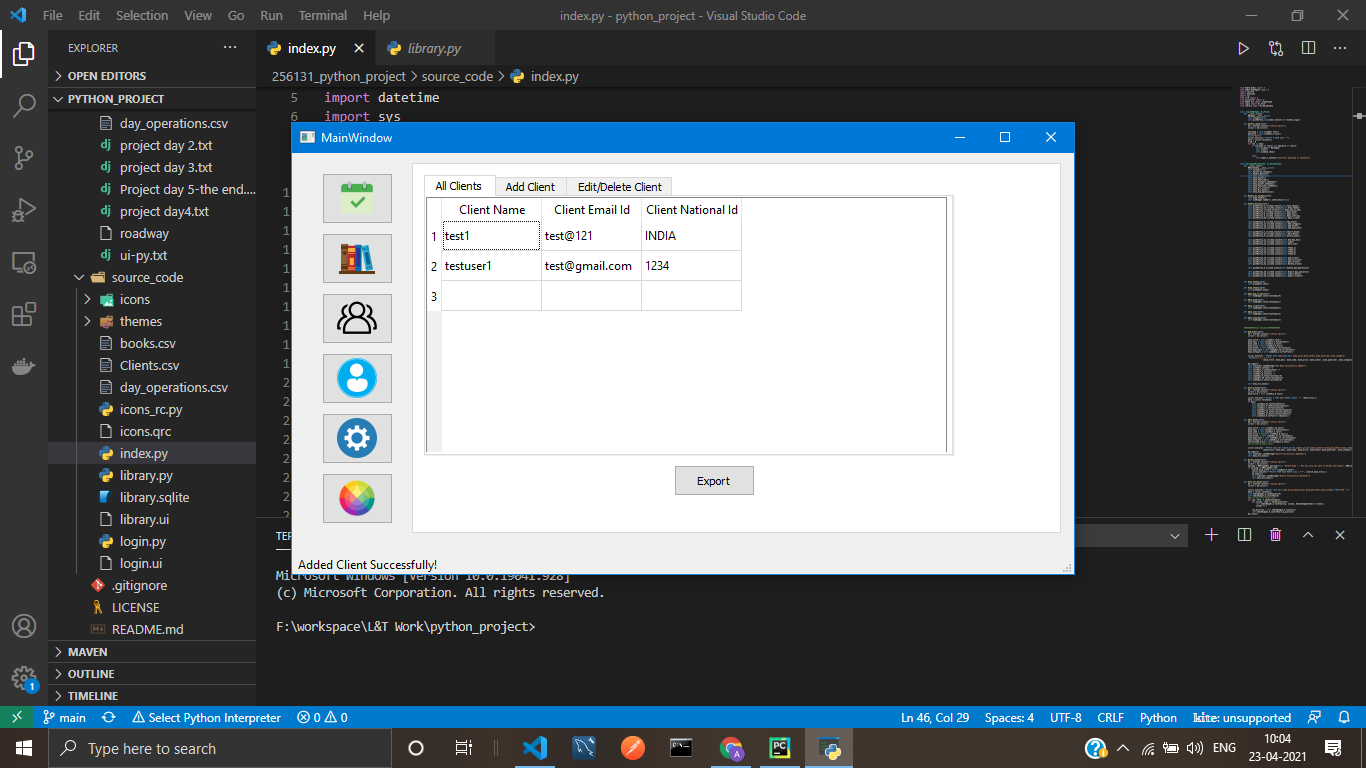 File Edit Selection View Go Run Terminal Help
index.py - python_project - Visual Studio Code
EXPLORER
OPEN EDITORS
PYTHON_PROJECT
day_operations.csv
project day 2.txt
project day 3.txt
Project day 5-the end....
project day4.txt
roadway
ui-py.txt
source_code
icons
themes
books.csv
Clients.csv
day_operations.csv
icons_rc.py
icons.qrc
index.py
library.py
library.sqlite
library.ui
login.py
login.ui
.gitignore
LICENSE
README.md
MAVEN
OUTLINE
TIMELINE
index.py library.py
256131_python_project > source_code > index.py
5 import datetime
6 import sys
MainWindow
All Clients Add Client Edit/Delete Client
Client Name Client Email Id Client National Id
1 test1 test@121 INDIA
2 testuser1 test@gmail.com 1234
3
Export
Added Client Successfully!
Microsoft Windows [Version 10.0.19041.928]
(c) Microsoft Corporation. All rights reserved.
F:\workspace\L&T Work\python_project>
main Select Python Interpreter 0 0 Ln 46, Col 29 Spaces: 4 UTF-8 CRLF Python kite: unsupported
1
Type here to search
ENG
10:04
23-04-2021